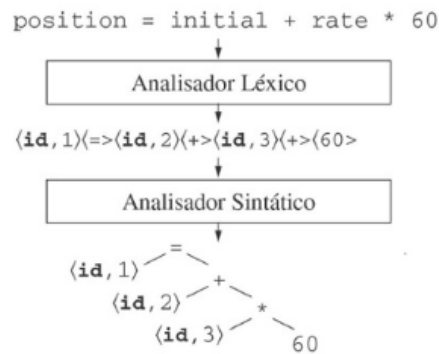 position = initial + rate * 60
Analisador Léxico
⟨id,1⟩⟨=>⟨id,2⟩⟨+>⟨id,3⟩⟨+>⟨60>
Analisador Sintático
=
⟨id,1⟩
+
⟨id,2⟩
*
⟨id,3⟩
60